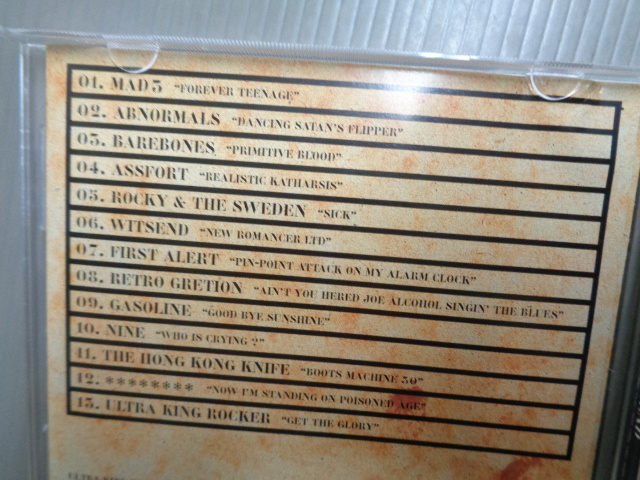 01. MAD3 "FOREVER TEENAGE"
02. ABNORMALS "DANCING SATAN'S FLIPPER"
03. BAREBONES "PRIMITIVE BLOOD"
04. ASSFORT "REALISTIC KATHARSIS"
05. ROCKY & THE SWEDEN "SICK"
06. WITSEND "NEW ROMANCER LTD"
07. FIRST ALERT "PIN-POINT ATTACK ON MY ALARM CLOCK"
08. RETRO GRETION "AIN'T YOU HERED JOE ALCOHOL SINGIN' THE BLUES"
09. GASOLINE "GOOD BYE SUNSHINE"
10. NINE "WHO IS CRYING ?"
11. THE HONG KONG KNIFE "BOOTS MACHINE 50"
12. ******** "NOW I'M STANDING ON POISONED AGE"
13. ULTRA KING ROCKER "GET THE GLORY"